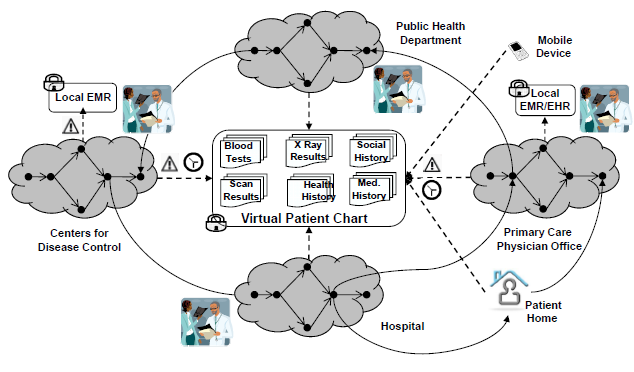 Public Health
Department
Mobile
Device
Local EMR
Local
EMR/EHR
Blood
Tests
X Ray
Results
Social
History
Scan
Results
Health
History
Med.
History
Virtual Patient Chart
Centers for
Disease Control
Primary Care
Physician Office
Hospital
Patient
Home